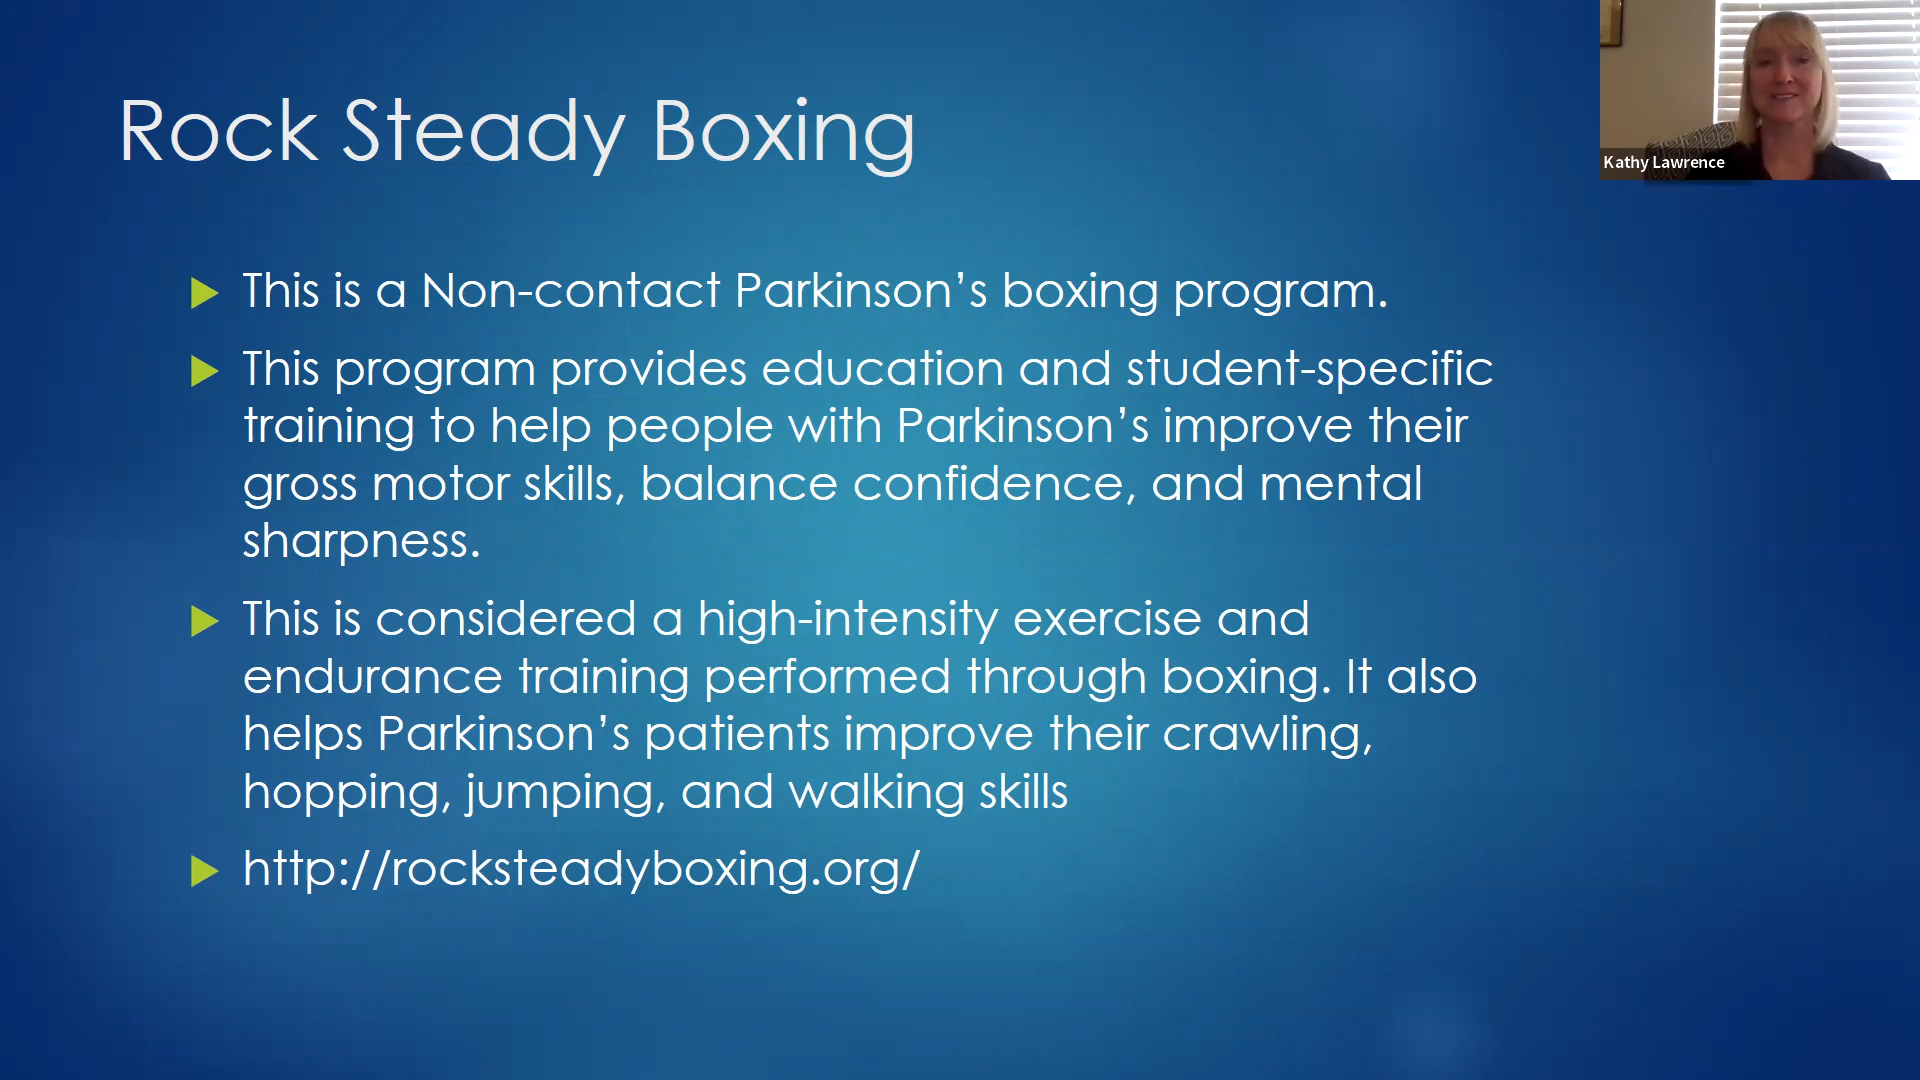 Rock Steady Boxing
Kathy Lawrence
This is a Non-contact Parkinson’s boxing program.
This program provides education and student-specific
training to help people with Parkinson’s improve their
gross motor skills, balance confidence, and mental
sharpness.
This is considered a high-intensity exercise and
endurance training performed through boxing. It also
helps Parkinson’s patients improve their crawling,
hopping, jumping, and walking skills
http://rocksteadyboxing.org/